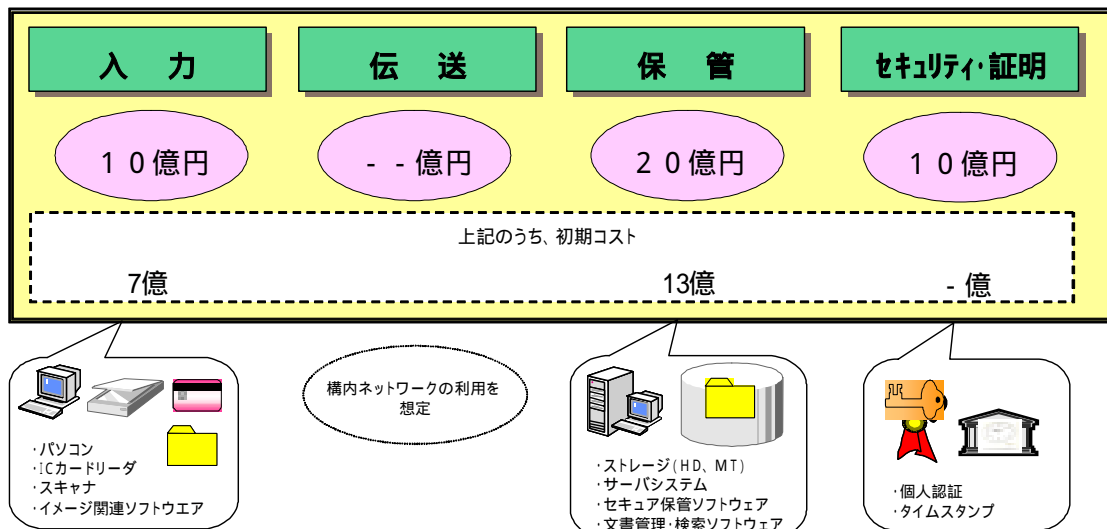 入 力
伝 送
保 管
セキュリティ・証明
１０億円
- - 億円
２０億円
１０億円
上記のうち、初期コスト
7億
13億
- 億
・パソコン
・ICカードリーダ
・スキャナ
・イメージ関連ソフトウエア
構内ネットワークの利用を
想定
・ストレージ(HD、MT)
・サーバシステム
・セキュア保管ソフトウェア
・文書管理・検索ソフトウェア
・個人認証
・タイムスタンプ